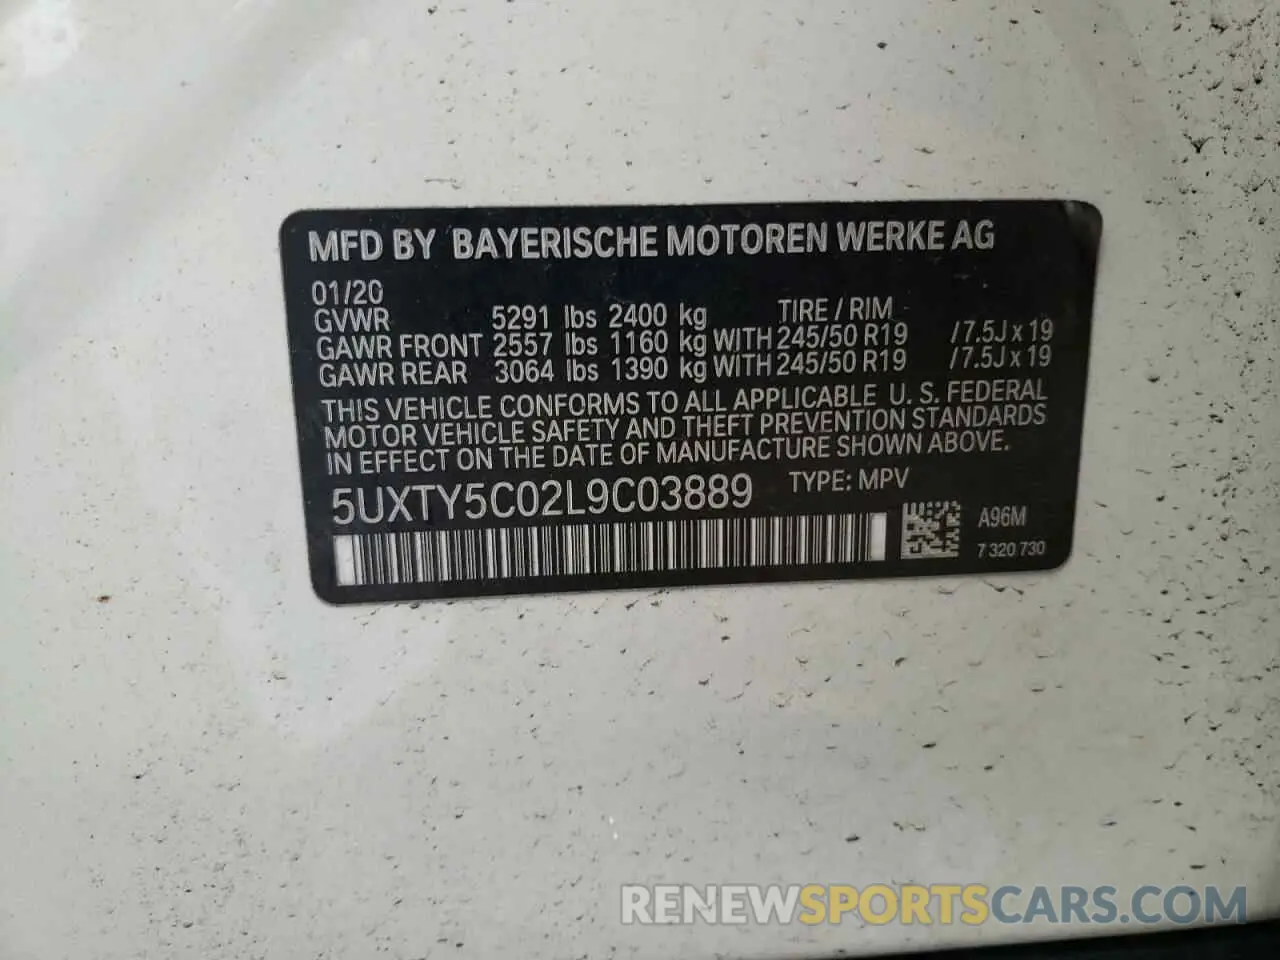 MFD BY BAYERISCHE MOTOREN WERKE AG
01/20
GVWR 5291 lbs 2400 kg TIRE / RIM
GAWR FRONT 2557 lbs 1160 kg WITH 245/50 R19 /7.5J x 19
GAWR REAR 3064 lbs 1390 kg WITH 245/50 R19 /7.5J x 19
THIS VEHICLE CONFORMS TO ALL APPLICABLE U. S. FEDERAL
MOTOR VEHICLE SAFETY AND THEFT PREVENTION STANDARDS
IN EFFECT ON THE DATE OF MANUFACTURE SHOWN ABOVE.
5UXTY5C02L9C03889 TYPE: MPV
A96M
7 320 730
RENEWSPORTSCARS.COM